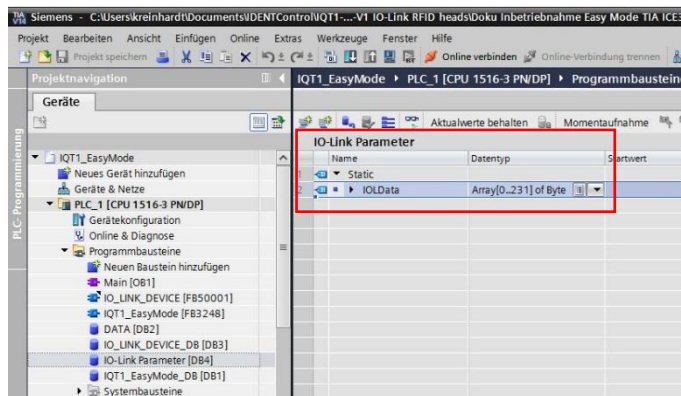 Siemens - C:\Users\kreinhardt\Documents\IDENTControl\IQT1-...-V1 IO-Link RFID heads\Doku Inbetriebnahme Easy Mode TIA ICE3
Projekt Bearbeiten Ansicht Einfügen Online Extras Werkzeuge Fenster Hilfe
Projekt speichern Online verbinden Online-Verbindung trennen
Projektnavigation
IQT1_EasyMode PLC_1 [CPU 1516-3 PN/DP] Programmbausteine
Geräte
Aktualwerte behalten Momentaufnahme
IO-Link Parameter
Name Datentyp Startwert
1 Static
2 IOLData Array[0..231] of Byte
PLC-Programmierung
IQT1_EasyMode
Neues Gerät hinzufügen
Geräte & Netze
PLC_1 [CPU 1516-3 PN/DP]
Gerätekonfiguration
Online & Diagnose
Programmbausteine
Neuen Baustein hinzufügen
Main [OB1]
IO_LINK_DEVICE [FB50001]
IQT1_EasyMode [FB3248]
DATA [DB2]
IO_LINK_DEVICE_DB [DB3]
IO-Link Parameter [DB4]
IQT1_EasyMode_DB [DB1]
Systembausteine